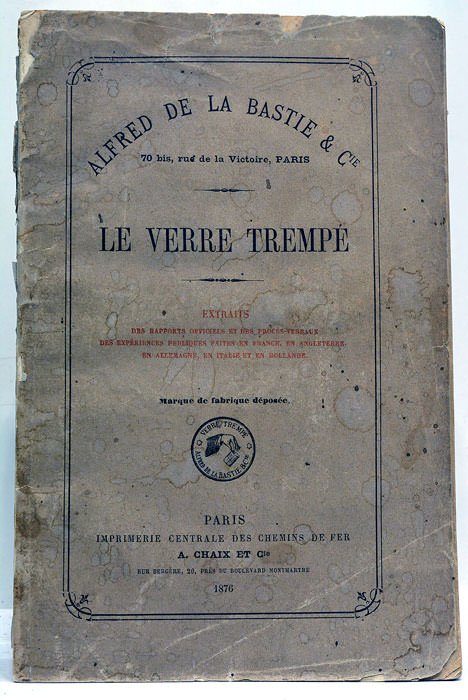 ALFRED DE LA BASTIE & CIE
70 bis, rue de la Victoire, PARIS
LE VERRE TREMPÉ
EXTRAITS
DES RAPPORTS OFFICIELS ET DES PROCÈS-VERBAUX
DES EXPÉRIENCES PUBLIQUES FAITES EN FRANCE, EN ANGLETERRE
EN ALLEMAGNE, EN ITALIE ET EN HOLLANDE.
Marque de fabrique déposée.
VERRE TREMPÉ
ALFRED DE LA BASTIE & Cie
PARIS
IMPRIMERIE CENTRALE DES CHEMINS DE FER
A. CHAIX ET Cie
RUE BERGÈRE, 20, PRÈS DU BOULEVARD MONTMARTRE
1876